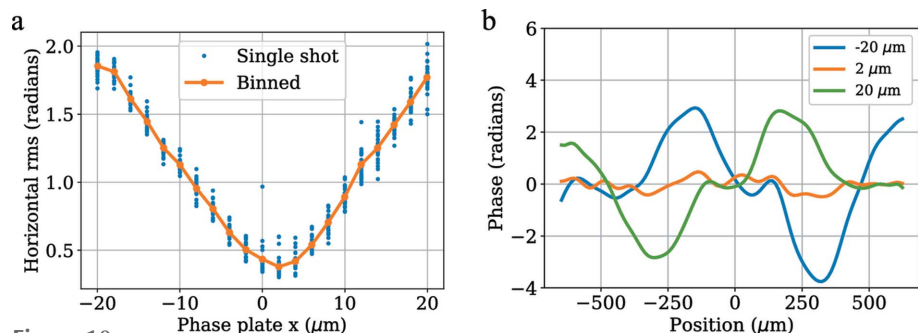 a
Horizontal rms (radians)
2.0
1.5
1.0
0.5
−20
−10
0
10
20
Phase plate x (μm)
Single shot
Binned
b
Phase (radians)
6
4
2
0
−2
−4
−500
−250
0
250
500
Position (μm)
-20 μm
2 μm
20 μm